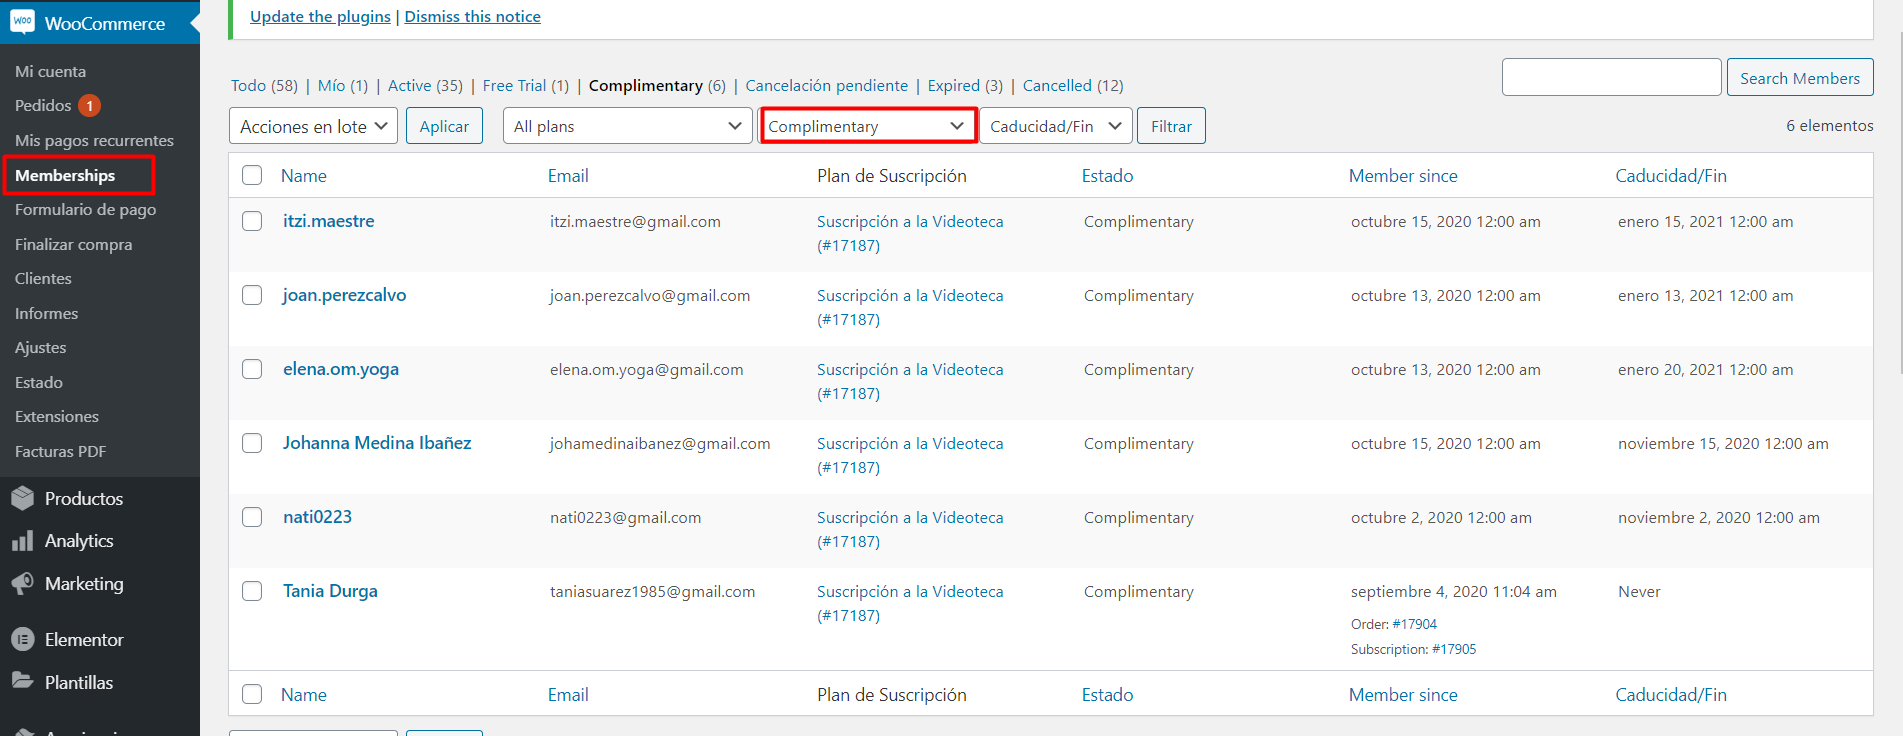 WOO WooCommerce
Mi cuenta
Pedidos 1
Mis pagos recurrentes
Memberships
Formulario de pago
Finalizar compra
Clientes
Informes
Ajustes
Estado
Extensiones
Facturas PDF
Productos
Analytics
Marketing
Elementor
Plantillas
Update the plugins | Dismiss this notice
Todo (58) | Mío (1) | Active (35) | Free Trial (1) | Complimentary (6) | Cancelación pendiente | Expired (3) | Cancelled (12)
Search Members
Acciones en lote Aplicar All plans Complimentary Caducidad/Fin Filtrar 6 elementos
Name Email Plan de Suscripción Estado Member since Caducidad/Fin
itzi.maestre itzi.maestre@gmail.com Suscripción a la Videoteca Complimentary octubre 15, 2020 12:00 am enero 15, 2021 12:00 am
(#17187)
joan.perezcalvo joan.perezcalvo@gmail.com Suscripción a la Videoteca Complimentary octubre 13, 2020 12:00 am enero 13, 2021 12:00 am
(#17187)
elena.om.yoga elena.om.yoga@gmail.com Suscripción a la Videoteca Complimentary octubre 13, 2020 12:00 am enero 20, 2021 12:00 am
(#17187)
Johanna Medina Ibañez johamedinaibanez@gmail.com Suscripción a la Videoteca Complimentary octubre 15, 2020 12:00 am noviembre 15, 2020 12:00 am
(#17187)
nati0223 nati0223@gmail.com Suscripción a la Videoteca Complimentary octubre 2, 2020 12:00 am noviembre 2, 2020 12:00 am
(#17187)
Tania Durga taniasuarez1985@gmail.com Suscripción a la Videoteca Complimentary septiembre 4, 2020 11:04 am Never
(#17187)
Order: #17904
Subscription: #17905
Name Email Plan de Suscripción Estado Member since Caducidad/Fin